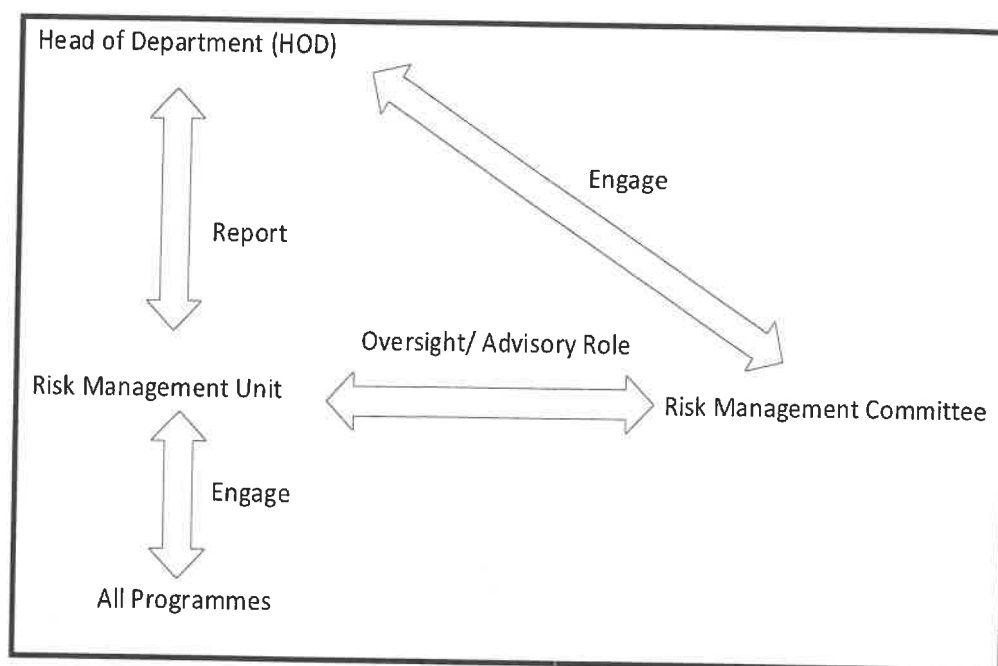 Head of Department (HOD)
Engage
Report
Oversight/ Advisory Role
Risk Management Unit
Risk Management Committee
Engage
All Programmes